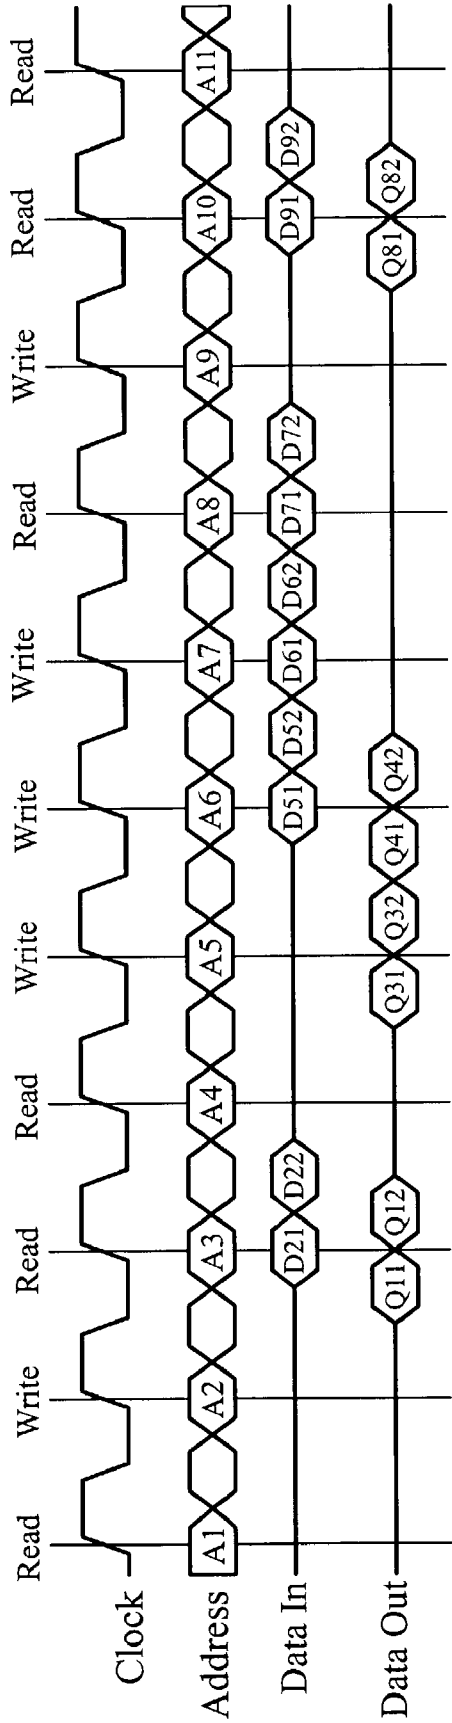 Read Write Read Read Write Write Write Read Write Read Read
Clock
Address A1 A2 A3 A4 A5 A6 A7 A8 A9 A10 A11
Data In D21 D22 D51 D52 D61 D62 D71 D72 D91 D92
Data Out Q11 Q12 Q31 Q32 Q41 Q42 Q81 Q82